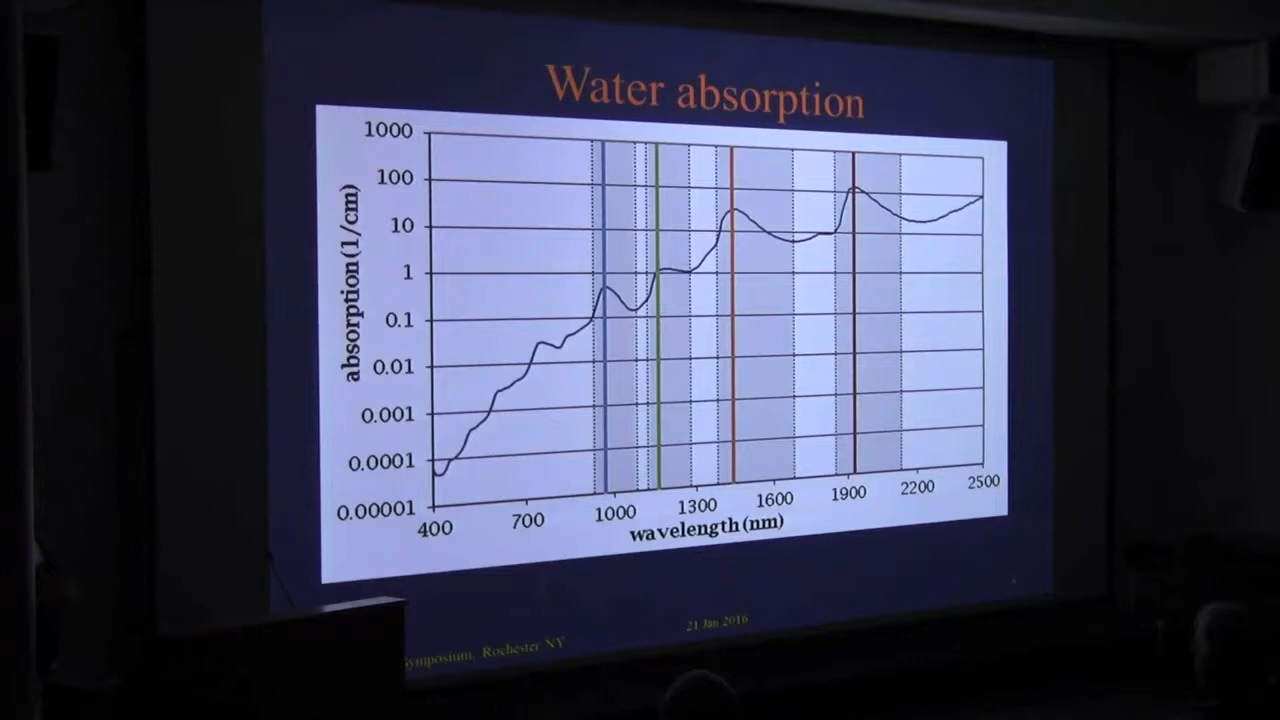 Water absorption
1000
100
10
1
0.1
0.01
0.001
0.0001
0.00001
absorption (1/cm)
400 700 1000 1300 1600 1900 2200 2500
wavelength (nm)
21 Jan 2016
Symposium, Rochester NY